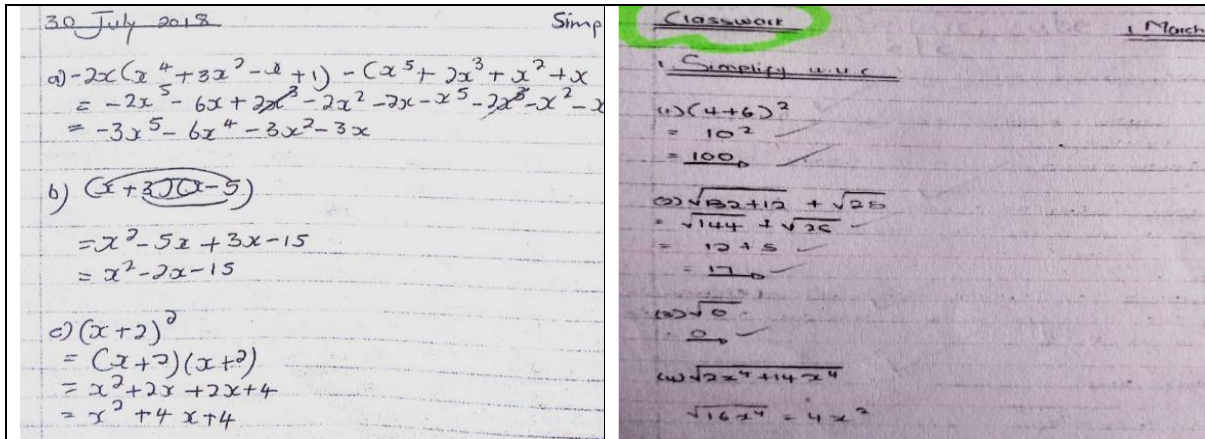 30 July 2018 Simp
a) -2x(x⁴+3x²-x+1) - (x⁵+2x³+x²+x
= -2x⁵ - 6x + 2x³ - 2x² - 2x - x⁵ - 2x³ - x² - x
= -3x⁵ - 6x⁴ - 3x² - 3x
b) (x+3)(x-5)
= x² - 5x + 3x - 15
= x² - 2x - 15
c) (x+2)²
= (x+2)(x+2)
= x² + 2x + 2x + 4
= x² + 4x + 4
Classwork 1 March
1. Simplify w.u.c
(1) (4+6)²
= 10²
= 100
(2) √132+12 + √25
= √144 + √25
= 12 + 5
= 17
(3) √0
= 0
(4) √2x⁴+14x⁴
√16x⁴ = 4x²